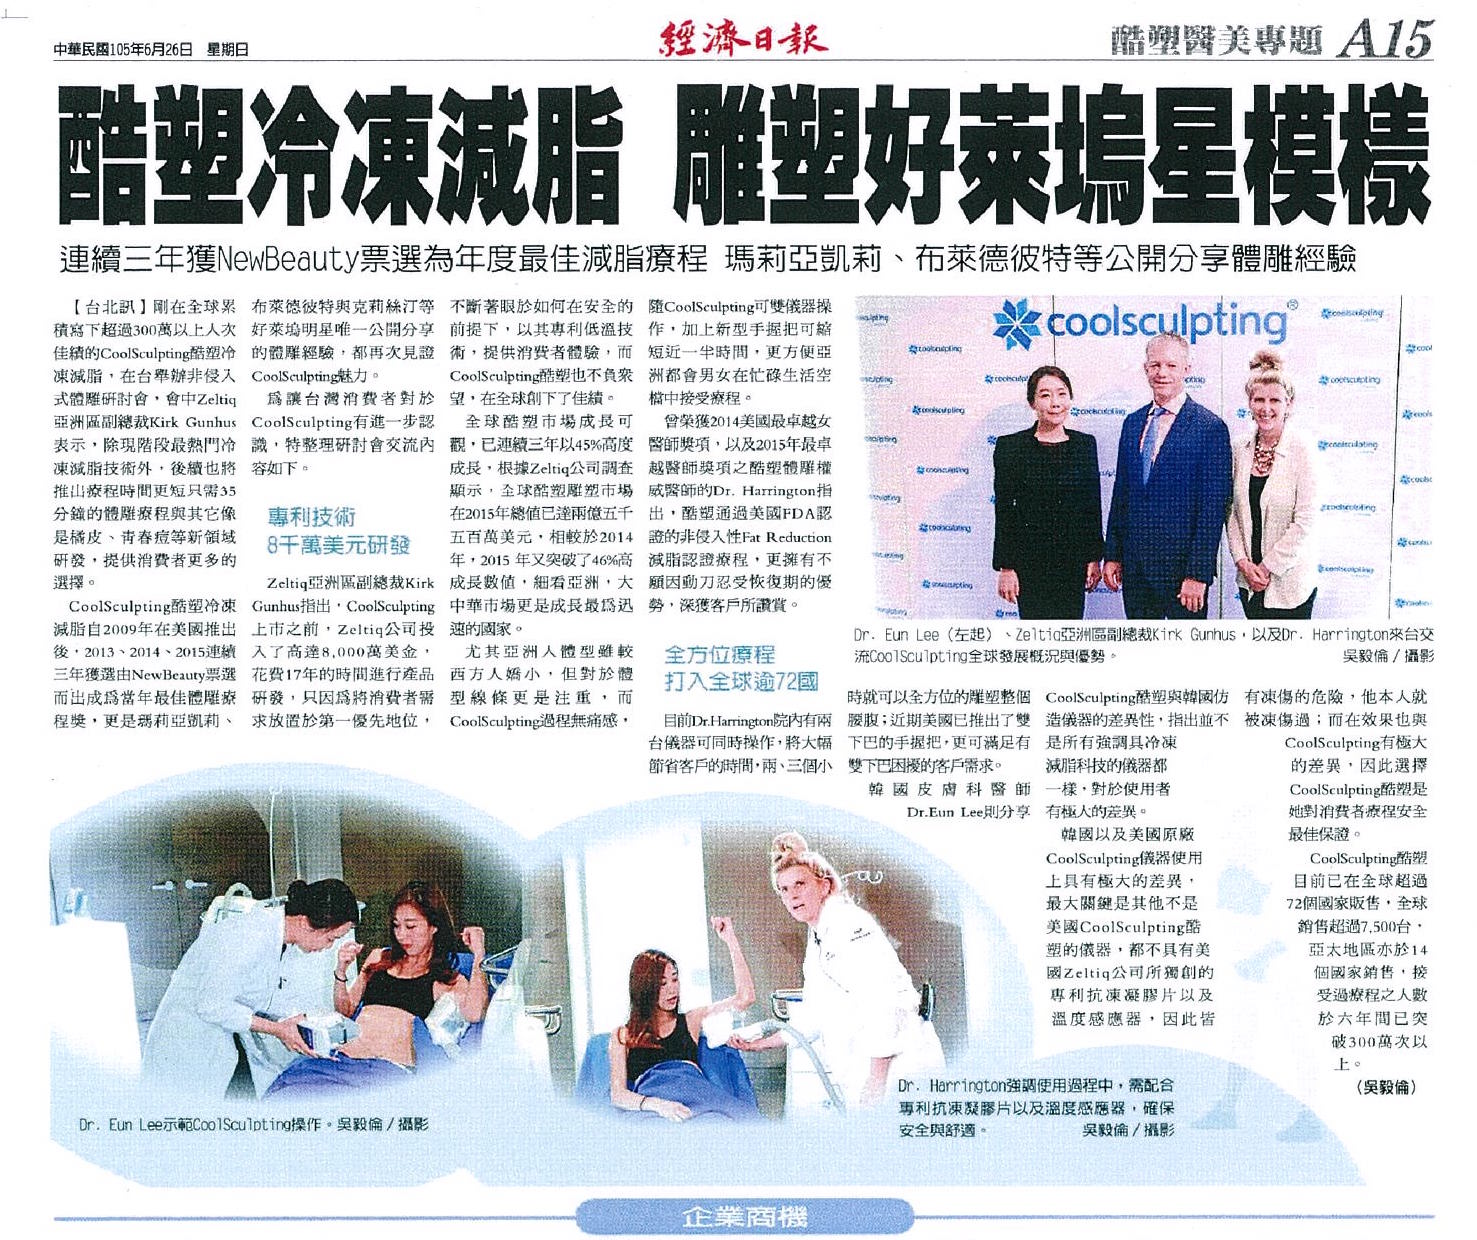 中華民國105年6月26日 星期日
經濟日報
酷塑醫美專題 A15
酷塑冷凍減脂 雕塑好萊塢星模樣
連續三年獲NewBeauty票選為年度最佳減脂療程 瑪莉亞凱莉、布萊德彼特等公開分享體雕經驗
【台北訊】剛在全球累
積寫下超過300萬以上人次
佳績的CoolSculpting酷塑冷
凍減脂，在台舉辦非侵入
式體雕研討會，會中Zeltiq
亞洲區副總裁Kirk Gunhus
表示，除現階段最熱門冷
凍減脂技術外，後續也將
推出療程時間更短只需35
分鐘的體雕療程與其它像
是橘皮、青春痘等新領域
研發，提供消費者更多的
選擇。
CoolSculpting酷塑冷凍
減脂自2009年在美國推出
後，2013、2014、2015連續
三年獲選由NewBeauty票選
而出成為當年最佳體雕療
程獎，更是瑪莉亞凱莉、
布萊德彼特與克莉絲汀等
好萊塢明星唯一公開分享
的體雕經驗，都再次見證
CoolSculpting魅力。
為讓台灣消費者對於
CoolSculpting有進一步認
識，特整理研討會交流內
容如下。
專利技術
8千萬美元研發
Zeltiq亞洲區副總裁Kirk
Gunhus指出，CoolSculpting
上市之前，Zeltiq公司投
入了高達8,000萬美金，
花費17年的時間進行產品
研發，只因為將消費者需
求放置於第一優先地位，
不斷著眼於如何在安全的
前提下，以其專利低溫技
術，提供消費者體驗，而
CoolSculpting酷塑也不負眾
望，在全球創下了佳績。
全球酷塑市場成長可
觀，已連續三年以45%高度
成長，根據Zeltiq公司調查
顯示，全球酷塑雕塑市場
在2015年總值已達兩億五千
五百萬美元，相較於2014
年，2015 年又突破了46%高
成長數值，細看亞洲，大
中華市場更是成長最為迅
速的國家。
尤其亞洲人體型雖較
西方人嬌小，但對於體
型線條更是注重，而
CoolSculpting過程無痛感，
隨CoolSculpting可雙儀器操
作，加上新型手握把可縮
短近一半時間，更方便亞
洲都會男女在忙碌生活空
檔中接受療程。
曾榮獲2014美國最卓越女
醫師獎項，以及2015年最卓
越醫師獎項之酷塑體雕權
威醫師的Dr. Harrington指
出，酷塑通過美國FDA認
證的非侵入性Fat Reduction
減脂認證療程，更擁有不
願因動刀忍受恢復期的優
勢，深獲客戶所讚賞。
全方位療程
打入全球逾72國
目前Dr.Harrington院內有兩
台儀器可同時操作，將大幅
節省客戶的時間，兩、三個小
coolsculpting®
Dr. Eun Lee（左起）、Zeltiq亞洲區副總裁Kirk Gunhus，以及Dr. Harrington來台交
流CoolSculpting全球發展概況與優勢。 吳毅倫／攝影
時就可以全方位的雕塑整個
腰腹；近期美國已推出了雙
下巴的手握把，更可滿足有
雙下巴困擾的客戶需求。
韓國皮膚科醫師
Dr.Eun Lee則分享
CoolSculpting酷塑與韓國仿
造儀器的差異性，指出並不
是所有強調具冷凍
減脂科技的儀器都
一樣，對於使用者
有極大的差異。
韓國以及美國原廠
CoolSculpting儀器使用
上具有極大的差異，
最大關鍵是其他不是
美國CoolSculpting酷
塑的儀器，都不具有美
國Zeltiq公司所獨創的
專利抗凍凝膠片以及
溫度感應器，因此皆
有凍傷的危險，他本人就
被凍傷過；而在效果也與
CoolSculpting有極大
的差異，因此選擇
CoolSculpting酷塑是
她對消費者療程安全
最佳保證。
CoolSculpting酷塑
目前已在全球超過
72個國家販售，全球
銷售超過7,500台，
亞太地區亦於14
個國家銷售，接
受過療程之人數
於六年間已突
破300萬次以
上。
（吳毅倫）
Dr. Eun Lee示範CoolSculpting操作。吳毅倫／攝影
Dr. Harrington強調使用過程中，需配合
專利抗凍凝膠片以及溫度感應器，確保
安全與舒適。 吳毅倫／攝影
企業商機